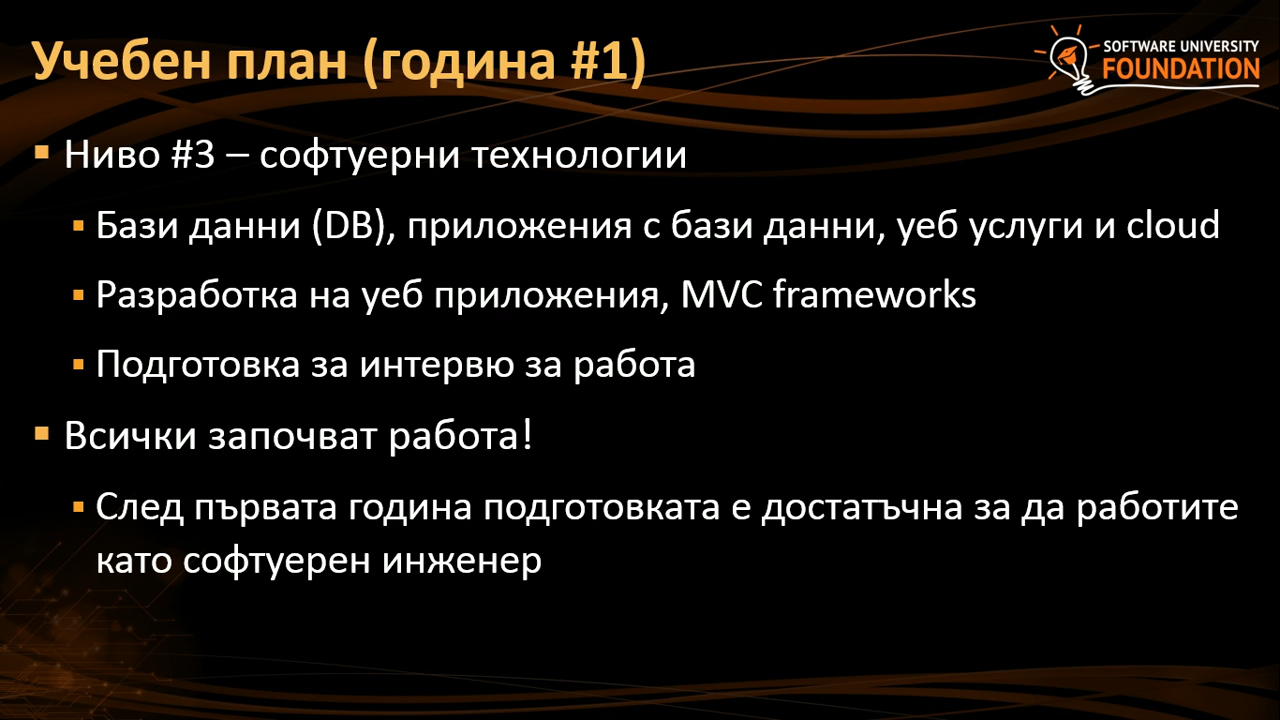 Учебен план (година #1)
SOFTWARE UNIVERSITY
FOUNDATION
Ниво #3 – софтуерни технологии
Бази данни (DB), приложения с бази данни, уеб услуги и cloud
Разработка на уеб приложения, MVC frameworks
Подготовка за интервю за работа
Всички започват работа!
След първата година подготовката е достатъчна за да работите
като софтуерен инженер